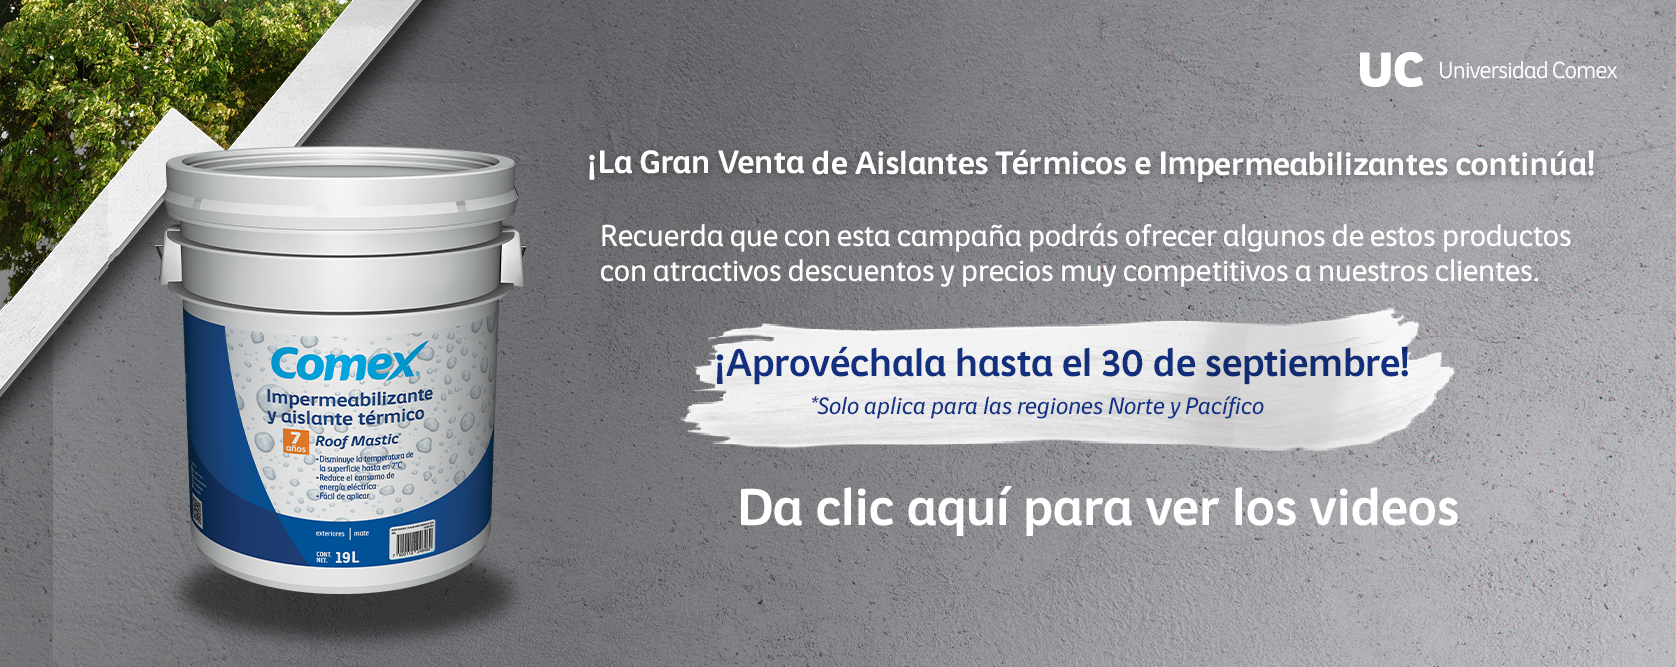 UC Universidad Comex
¡La Gran Venta de Aislantes Térmicos e Impermeabilizantes continúa!
Recuerda que con esta campaña podrás ofrecer algunos de estos productos
con atractivos descuentos y precios muy competitivos a nuestros clientes.
¡Aprovéchala hasta el 30 de septiembre!
*Solo aplica para las regiones Norte y Pacífico
Da clic aquí para ver los videos
Comex
Impermeabilizante
y aislante térmico
7 años
Roof Mastic
•Disminuye la temperatura de
la superficie hasta en 7°C
•Reduce el consumo de
energía eléctrica
•Fácil de aplicar
exteriores | mate
CONT. NET. 19L